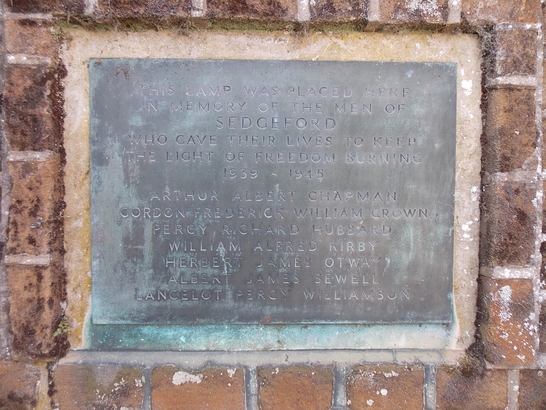 THIS LAMP WAS PLACED HERE
IN MEMORY OF THE MEN OF
SEDGEFORD
WHO GAVE THEIR LIVES TO KEEP
THE LIGHT OF FREEDOM BURNING
1939 - 1945
ARTHUR ALBERT CHAPMAN
GORDON FREDERICK WILLIAM CROWN
PERCY RICHARD HUBBARD
WILLIAM ALFRED KIRBY
HERBERT JAMES OTWAY
ALBERT JAMES SEWELL
LANCELOT PERCY WILLIAMSON